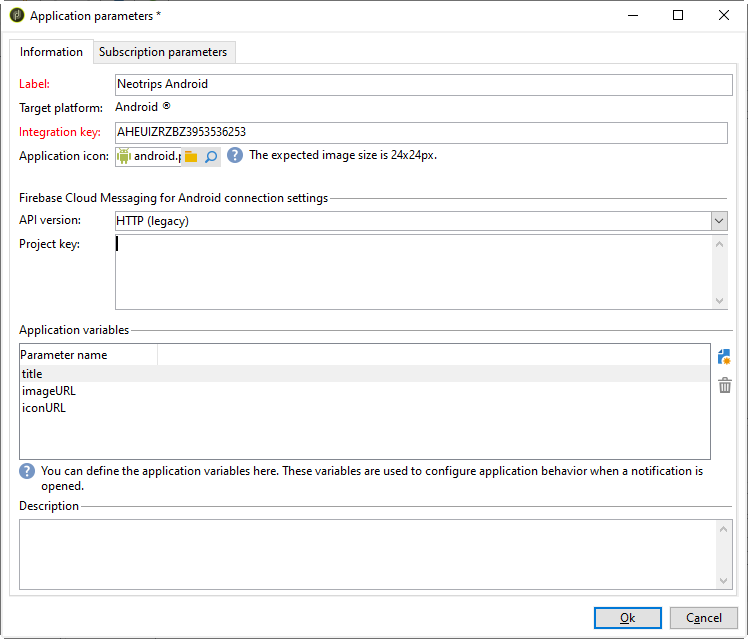 Application parameters *
Information
Subscription parameters
Label: Neotrips Android
Target platform: Android ®
Integration key: AHEUIZRZBZ3953536253
Application icon: android.p The expected image size is 24x24px.
Firebase Cloud Messaging for Android connection settings
API version: HTTP (legacy)
Project key:
Application variables
Parameter name
title
imageURL
iconURL
You can define the application variables here. These variables are used to configure application behavior when a notification is
opened.
Description
Ok
Cancel